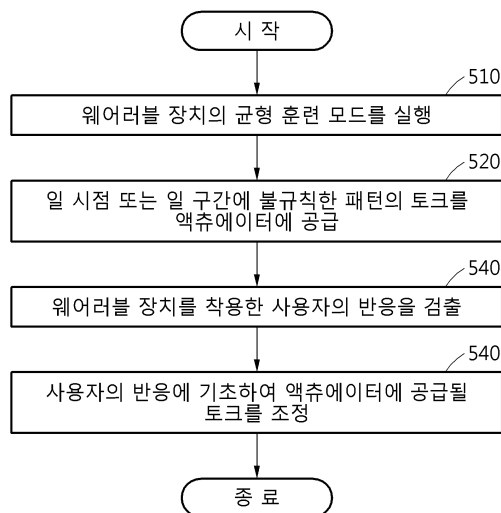 시 작
510
웨어러블 장치의 균형 훈련 모드를 실행
520
일 시점 또는 일 구간에 불규칙한 패턴의 토크를
액츄에이터에 공급
540
웨어러블 장치를 착용한 사용자의 반응을 검출
540
사용자의 반응에 기초하여 액츄에이터에 공급될
토크를 조정
종 료